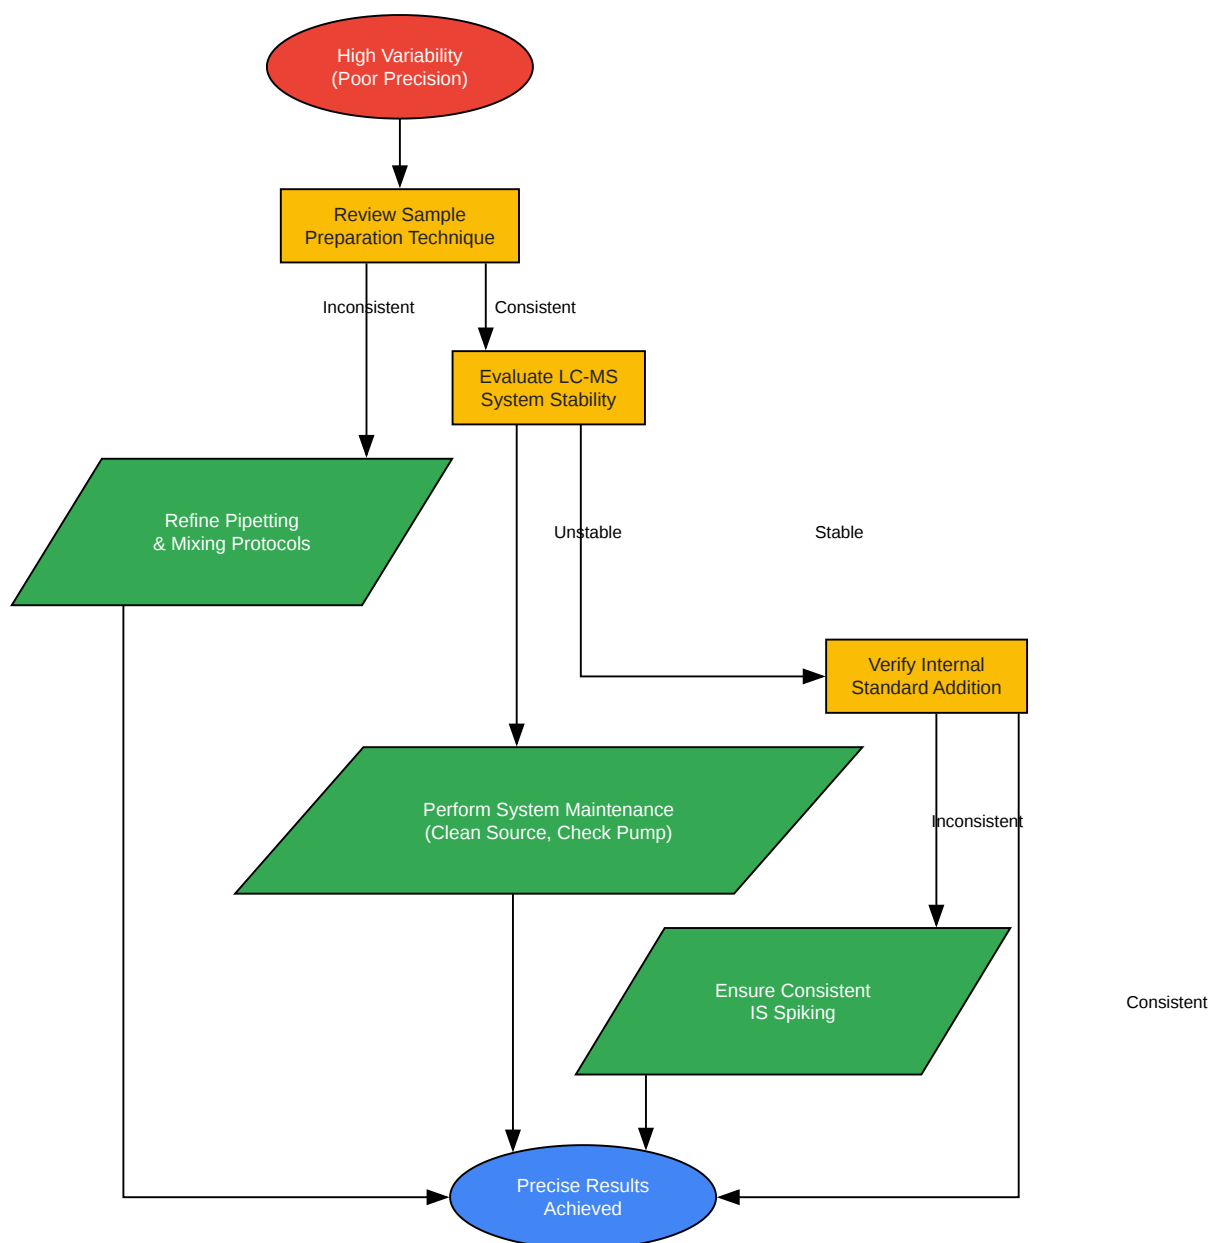 High Variability
(Poor Precision)
Review Sample
Preparation Technique
Inconsistent
Consistent
Evaluate LC-MS
System Stability
Refine Pipetting
& Mixing Protocols
Unstable
Stable
Verify Internal
Standard Addition
Perform System Maintenance
(Clean Source, Check Pump)
Inconsistent
Ensure Consistent
IS Spiking
Consistent
Precise Results
Achieved